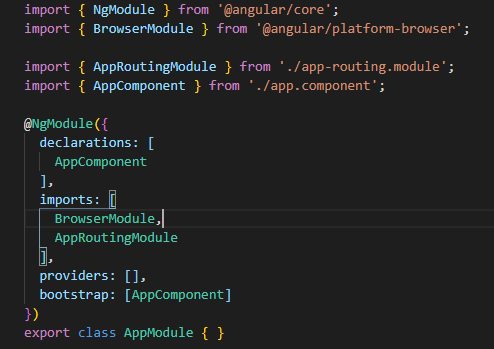 import { NgModule } from '@angular/core';
import { BrowserModule } from '@angular/platform-browser';
import { AppRoutingModule } from './app-routing.module';
import { AppComponent } from './app.component';
@NgModule({
declarations: [
AppComponent
],
imports: [
BrowserModule,
AppRoutingModule
],
providers: [],
bootstrap: [AppComponent]
})
export class AppModule { }